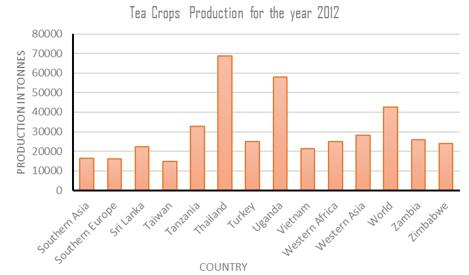 Tea Crops Production for the year 2012
80000
70000
60000
50000
40000
30000
20000
10000
0
PRODUCTION IN TONNES
Southern Asia
Southern Europe
Sri Lanka
Taiwan
Tanzania
Thailand
Turkey
Uganda
Vietnam
Western Africa
Western Asia
World
Zambia
Zimbabwe
COUNTRY